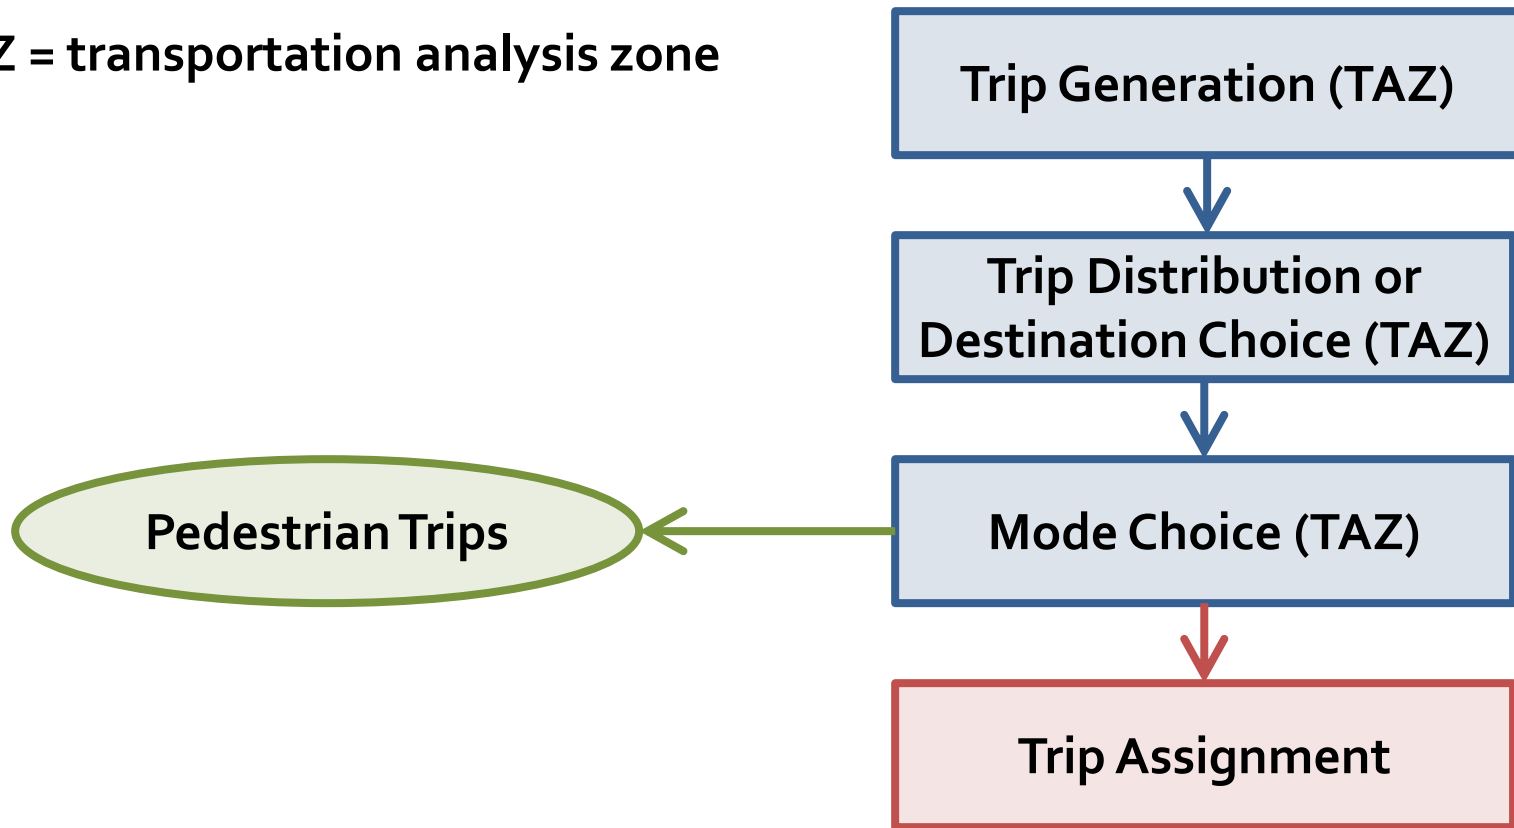 Z = transportation analysis zone
Trip Generation (TAZ)
Trip Distribution or
Destination Choice (TAZ)
Pedestrian Trips
Mode Choice (TAZ)
Trip Assignment